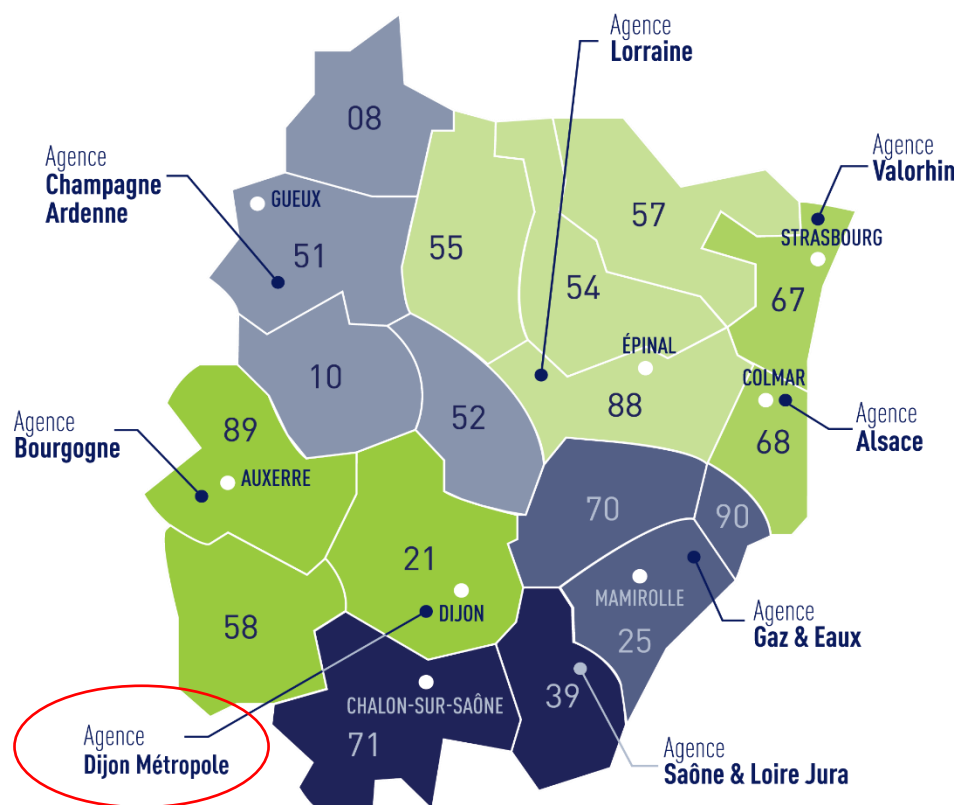 Agence
Lorraine
08
Agence
Champagne
Ardenne
GUEUX
Agence
Valorhin
57
STRASBOURG
55
51
54
67
ÉPINAL
10
COLMAR
88
52
89
68
Agence
Alsace
Agence
Bourgogne
AUXERRE
70
90
21
MAMIROLLE
DIJON
58
25
Agence
Gaz & Eaux
39
CHALON-SUR-SAÔNE
71
Agence
Dijon Métropole
Agence
Saône & Loire Jura